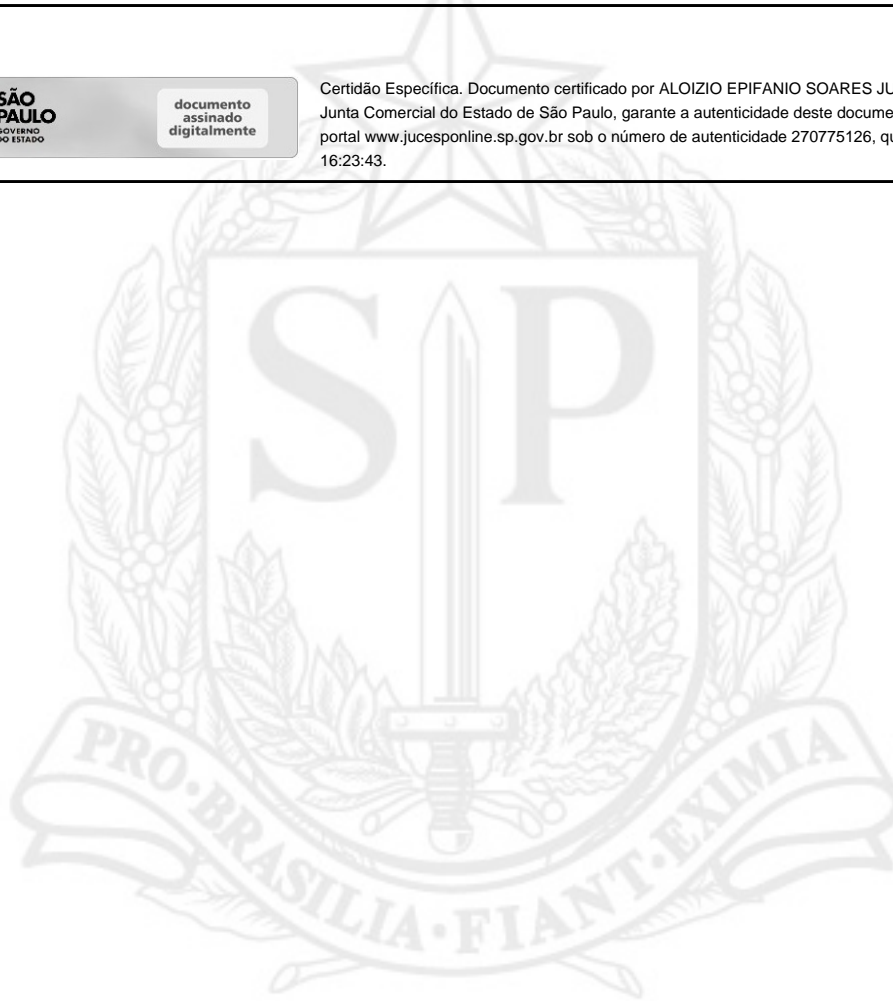 SÃO
PAULO
GOVERNO
DO ESTADO
documento
assinado
digitalmente
Certidão Específica. Documento certificado por ALOIZIO EPIFANIO SOARES
Junta Comercial do Estado de São Paulo, garante a autenticidade deste
portal www.jucesponline.sp.gov.br sob o número de autenticidade 270775126,
16:23:43.
SP
PRO·BRASILIA·FIANT·EXIMIA